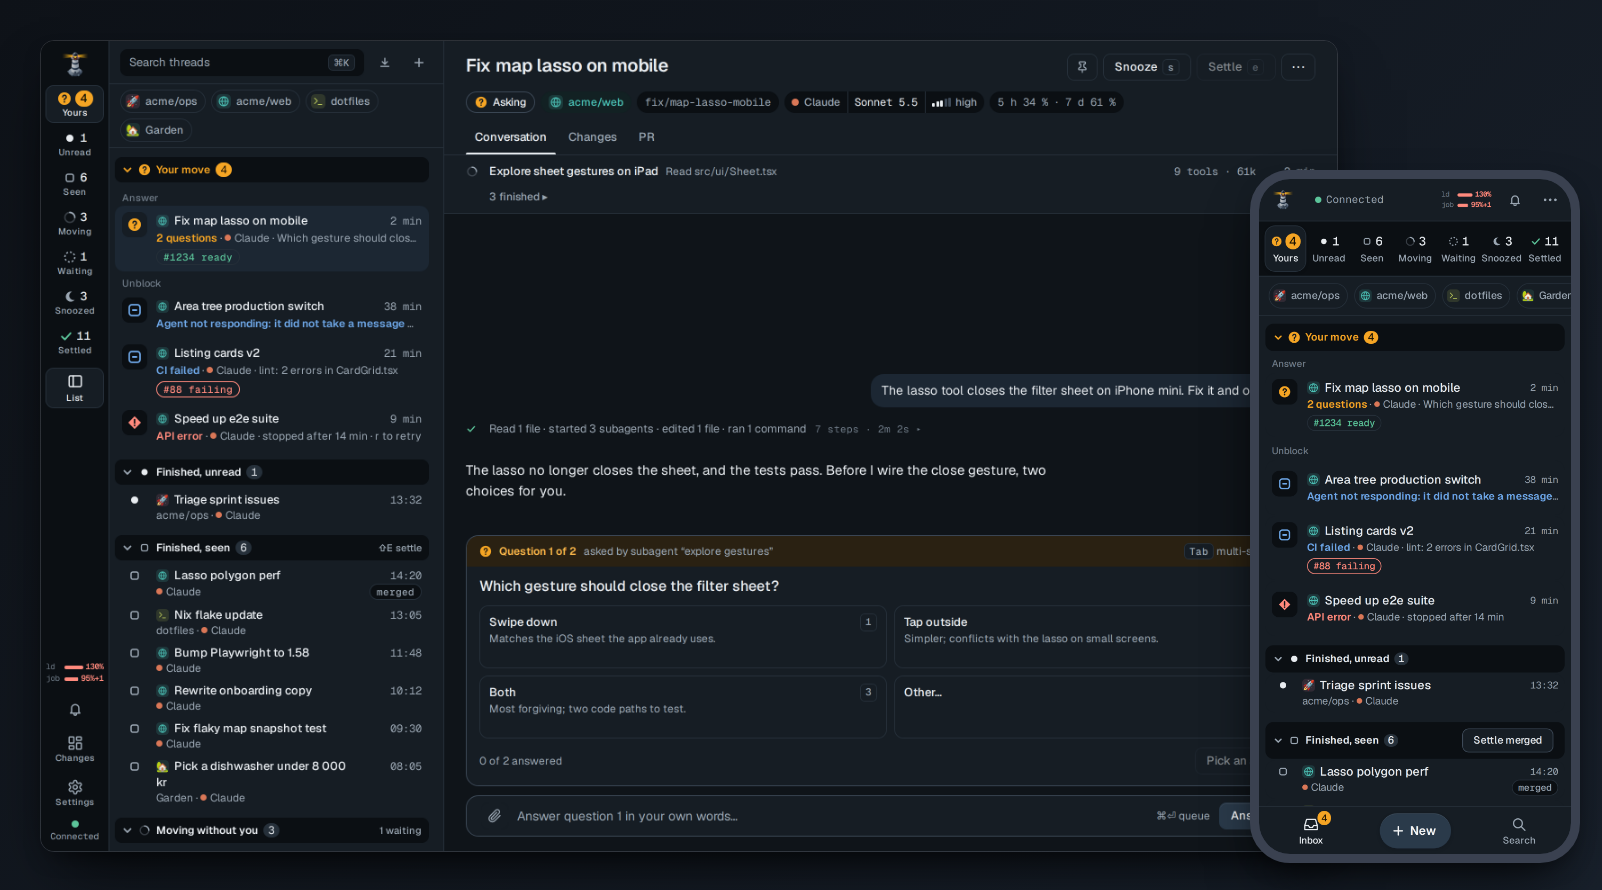 4
Yours
1
Unread
6
Seen
3
Moving
1
Waiting
3
Snoozed
11
Settled
List
ld 130%
job 95%+1
Changes
Settings
Connected
Search threads ⌘K
acme/ops acme/web dotfiles
Garden
Your move 4
Answer
Fix map lasso on mobile 2 min
2 questions · Claude · Which gesture should clos…
#1234 ready
Unblock
Area tree production switch 38 min
Agent not responding: it did not take a message …
Listing cards v2 21 min
CI failed · Claude · lint: 2 errors in CardGrid.tsx
#88 failing
Speed up e2e suite 9 min
API error · Claude · stopped after 14 min · r to retry
Finished, unread 1
Triage sprint issues 13:32
acme/ops · Claude
Finished, seen 6 ⇧E settle
Lasso polygon perf 14:20
Claude merged
Nix flake update 13:05
dotfiles · Claude
Bump Playwright to 1.58 11:48
Claude
Rewrite onboarding copy 10:12
Claude
Fix flaky map snapshot test 09:30
Claude
Pick a dishwasher under 8 000 08:05
kr
Garden · Claude
Moving without you 3 1 waiting
Fix map lasso on mobile
Snooze s Settle e
Asking acme/web fix/map-lasso-mobile Claude Sonnet 5.5 high 5 h 34 % · 7 d 61 %
Conversation Changes PR
Explore sheet gestures on iPad Read src/ui/Sheet.tsx 9 tools · 61k
3 finished ▸
The lasso tool closes the filter sheet on iPhone mini. Fix it and o
Read 1 file · started 3 subagents · edited 1 file · ran 1 command 7 steps · 2m 2s
The lasso no longer closes the sheet, and the tests pass. Before I wire the close gesture, two
choices for you.
Question 1 of 2 asked by subagent “explore gestures” Tab multi-s
Which gesture should close the filter sheet?
Swipe down 1
Matches the iOS sheet the app already uses.
Tap outside
Simpler; conflicts with the lasso on small screens.
Both 3
Most forgiving; two code paths to test.
Other…
0 of 2 answered Pick an
Answer question 1 in your own words… ⌘⏎ queue Ans
Connected
ld 130%
job 95%+1
4 1 6 3 1 3 11
Yours Unread Seen Moving Waiting Snoozed Settled
acme/ops acme/web dotfiles Garden
Your move 4
Answer
Fix map lasso on mobile 2 min
2 questions · Claude · Which gesture should clos…
#1234 ready
Unblock
Area tree production switch 38 min
Agent not responding: it did not take a message…
Listing cards v2 21 min
CI failed · Claude · lint: 2 errors in CardGrid.tsx
#88 failing
Speed up e2e suite 9 min
API error · Claude · stopped after 14 min
Finished, unread 1
Triage sprint issues 13:32
acme/ops · Claude
Finished, seen 6 Settle merged
Lasso polygon perf 14:20
Claude merged
4
Inbox
+ New
Search